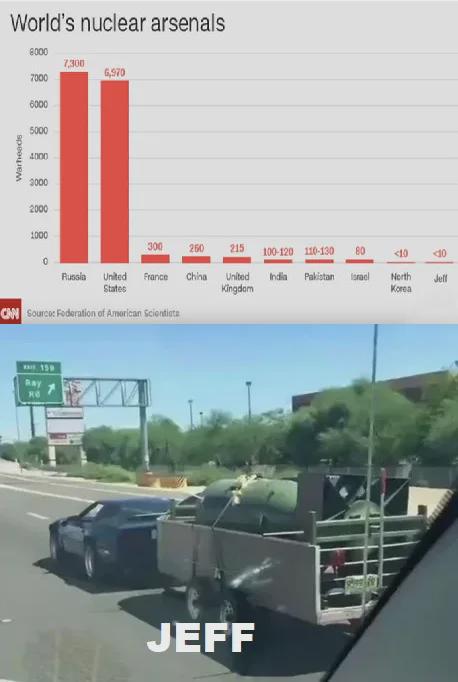 World's nuclear arsenals
8000
7000
6000
5000
4000
3000
2000
1000
0
Warheads
7,300
6,970
300
260
215
100-120
110-130
80
<10
<10
Russia
United States
France
China
United Kingdom
India
Pakistan
Israel
North Korea
Jeff
CNN
Source: Federation of American Scientists
EXIT 159
Ray
Rd
JEFF